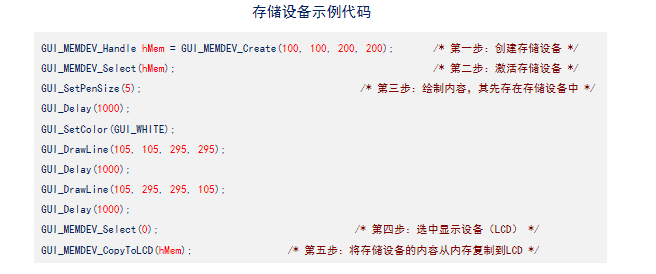 存储设备示例代码
GUI_MEMDEV_Handle hMem = GUI_MEMDEV_Create(100, 100, 200, 200); /* 第一步：创建存储设备 */
GUI_MEMDEV_Select(hMem); /* 第二步：激活存储设备 */
GUI_SetPenSize(5); /* 第三步：绘制内容，其先存在存储设备中 */
GUI_Delay(1000);
GUI_SetColor(GUI_WHITE);
GUI_DrawLine(105, 105, 295, 295);
GUI_Delay(1000);
GUI_DrawLine(105, 295, 295, 105);
GUI_Delay(1000);
GUI_MEMDEV_Select(0); /* 第四步：选中显示设备（LCD） */
GUI_MEMDEV_CopyToLCD(hMem); /* 第五步：将存储设备的内容从内存复制到LCD */